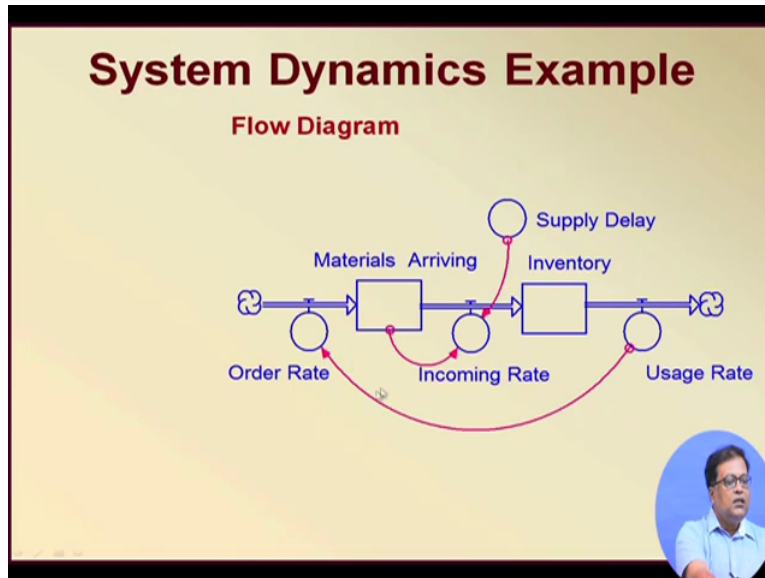 System Dynamics Example
Flow Diagram
Supply Delay
Materials Arriving
Inventory
Order Rate
Incoming Rate
Usage Rate